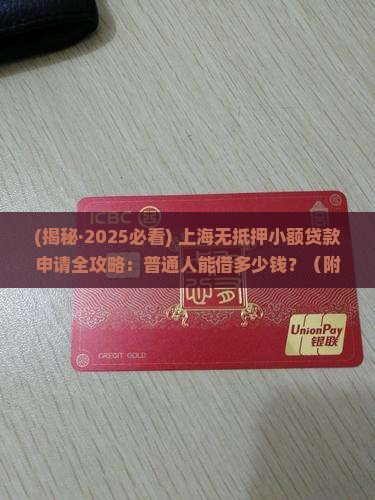 ICBC
(揭秘·2025必看) 上海无抵押小额贷款
申请全攻略：普通人能借多少钱？（附
UnionPay
银联
CREDIT GOLD